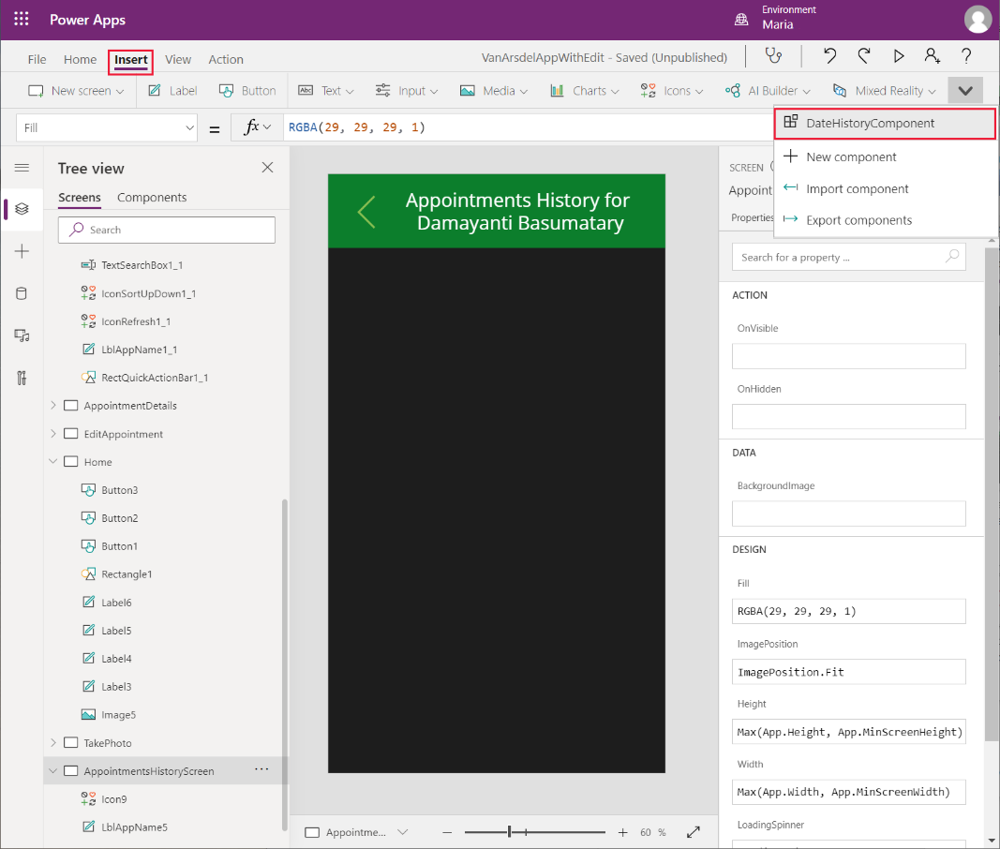 Power Apps
Environment
Maria
File Home Insert View Action
VanArsdelAppWithEdit - Saved (Unpublished)
New screen Label Button Text Input Media Charts Icons AI Builder Mixed Reality
Fill = fx RGBA(29, 29, 29, 1)
DateHistoryComponent
New component
Import component
Export components
Tree view
Screens Components
Search
TextSearchBox1_1
IconSortUpDown1_1
IconRefresh1_1
LblAppName1_1
RectQuickActionBar1_1
AppointmentDetails
EditAppointment
Home
Button3
Button2
Button1
Rectangle1
Label6
Label5
Label4
Label3
Image5
TakePhoto
AppointmentsHistoryScreen
Icon9
LblAppName5
Appointments History for
Damayanti Basumatary
Appointme...
60 %
SCREEN
Appoint
Properties
Search for a property ...
ACTION
OnVisible
OnHidden
DATA
BackgroundImage
DESIGN
Fill
RGBA(29, 29, 29, 1)
ImagePosition
ImagePosition.Fit
Height
Max(App.Height, App.MinScreenHeight)
Width
Max(App.Width, App.MinScreenWidth)
LoadingSpinner